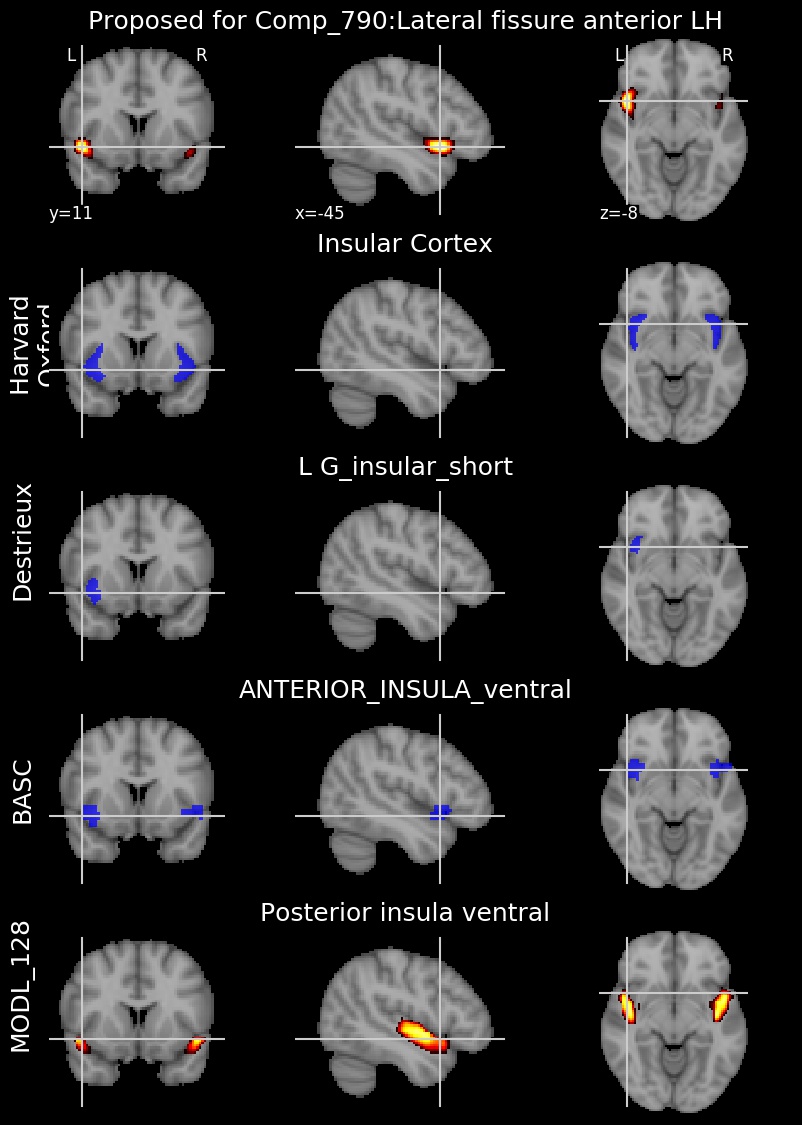 Proposed for Comp_790:Lateral fissure anterior LH
L R L R
y=11 x=-45 z=-8
Insular Cortex
Harvard
Oxford
L G_insular_short
Destrieux
ANTERIOR_INSULA_ventral
BASC
Posterior insula ventral
MODL_128